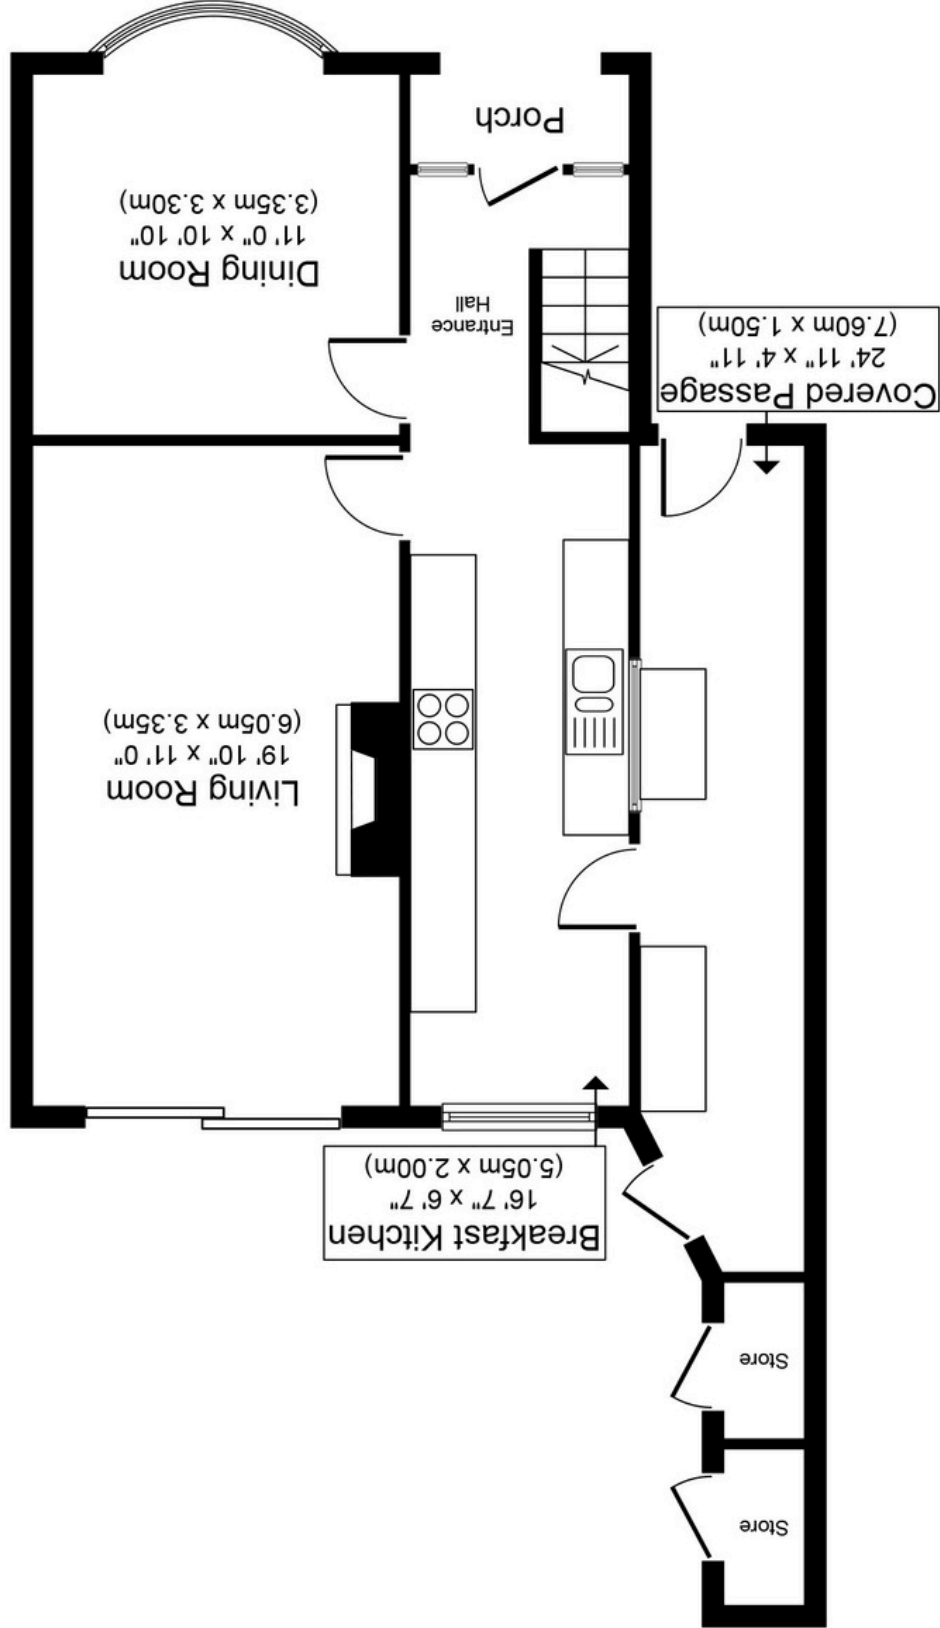 Store
Store
Breakfast Kitchen
16' 7" x 6' 7"
(5.05m x 2.00m)
Living Room
19' 10" x 11' 0"
(6.05m x 3.35m)
Covered Passage
24' 11" x 4' 11"
(7.60m x 1.50m)
Entrance
Hall
Dining Room
11' 0" x 10' 10"
(3.35m x 3.30m)
Porch